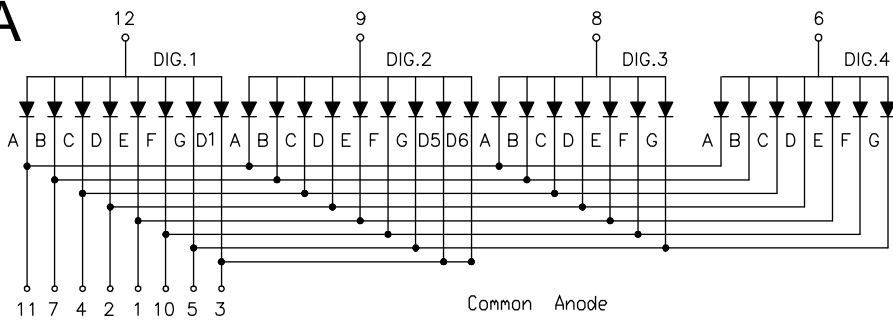 A
12 9 8 6
DIG.1 DIG.2 DIG.3 DIG.4
A B C D E F G D1 A B C D E F G D5 D6 A B C D E F G A B C D E F G
11 7 4 2 1 10 5 3
Common Anode